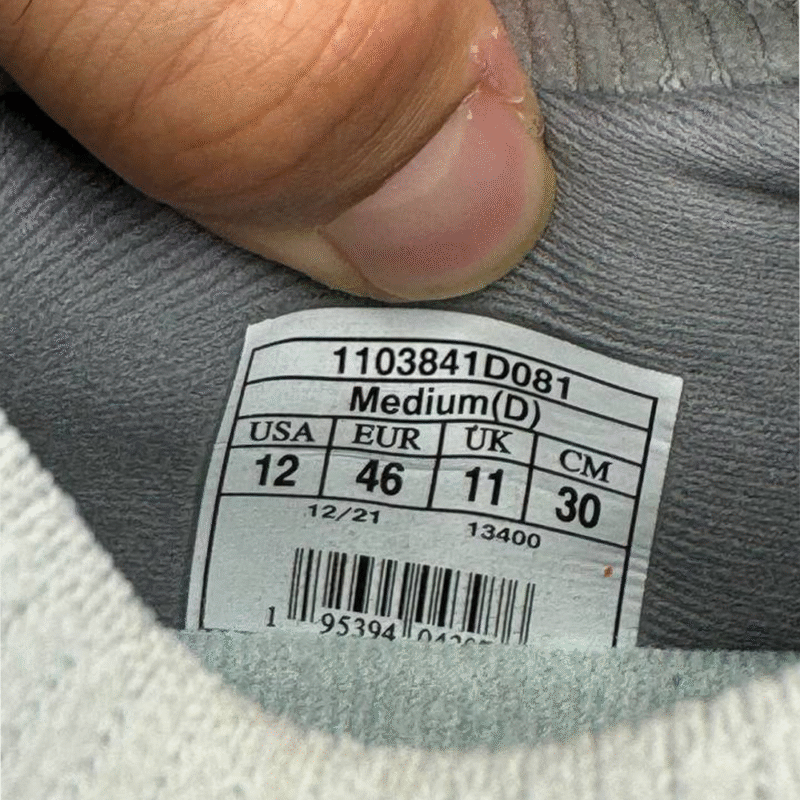 1103841D081
Medium(D)
USA EUR UK CM
12 46 11 30
12/21 13400
1 95394